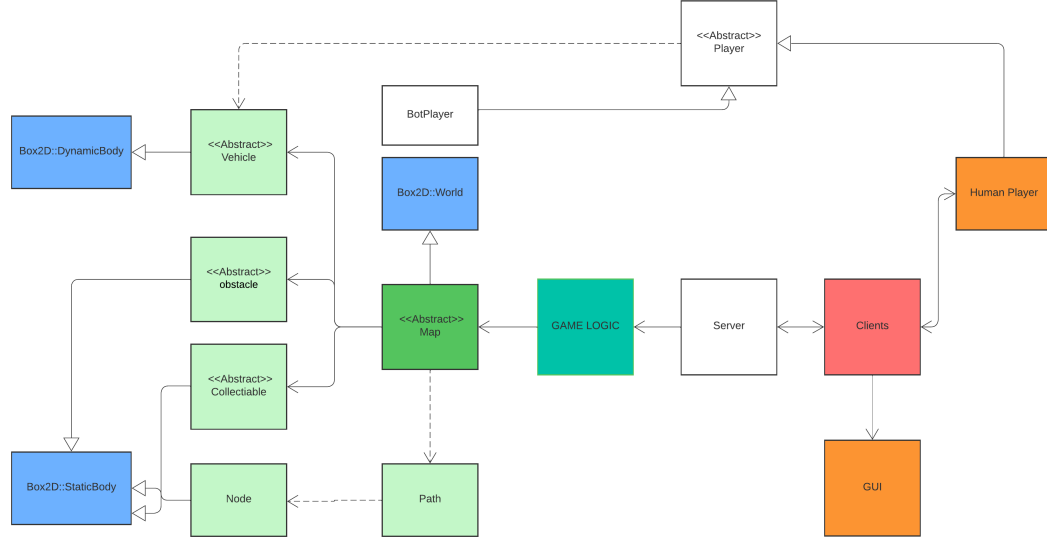 <<Abstract>>
Player
BotPlayer
Box2D::DynamicBody
<<Abstract>>
Vehicle
Box2D::World
Human Player
<<Abstract>>
obstacle
<<Abstract>>
Map
GAME LOGIC
Server
Clients
<<Abstract>>
Collectiable
Box2D::StaticBody
Node
Path
GUI